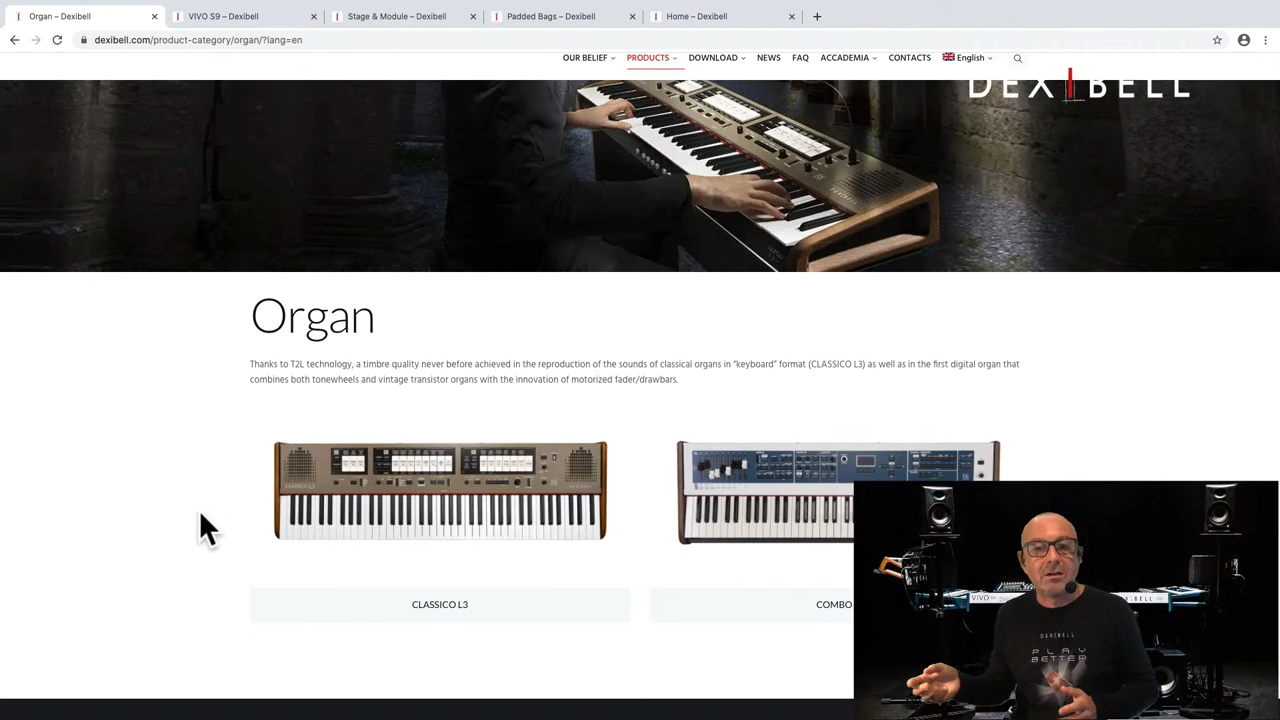 Organ – Dexibell
VIVO S9 – Dexibell
Stage & Module – Dexibell
Padded Bags – Dexibell
Home – Dexibell
dexibell.com/product-category/organ/?lang=en
OUR BELIEF
PRODUCTS
DOWNLOAD
NEWS
FAQ
ACCADEMIA
CONTACTS
English
DEXIBELL
Organ
Thanks to T2L technology, a timbre quality never before achieved in the reproduction of the sounds of classical organs in “keyboard” format (CLASSICO L3) as well as in the first digital organ that
combines both tonewheels and vintage transistor organs with the innovation of motorized fader/drawbars.
CLASSICO L3
COMBO
VIVO
DEXIBELL
DEXIBELL
PLAY
BETTER